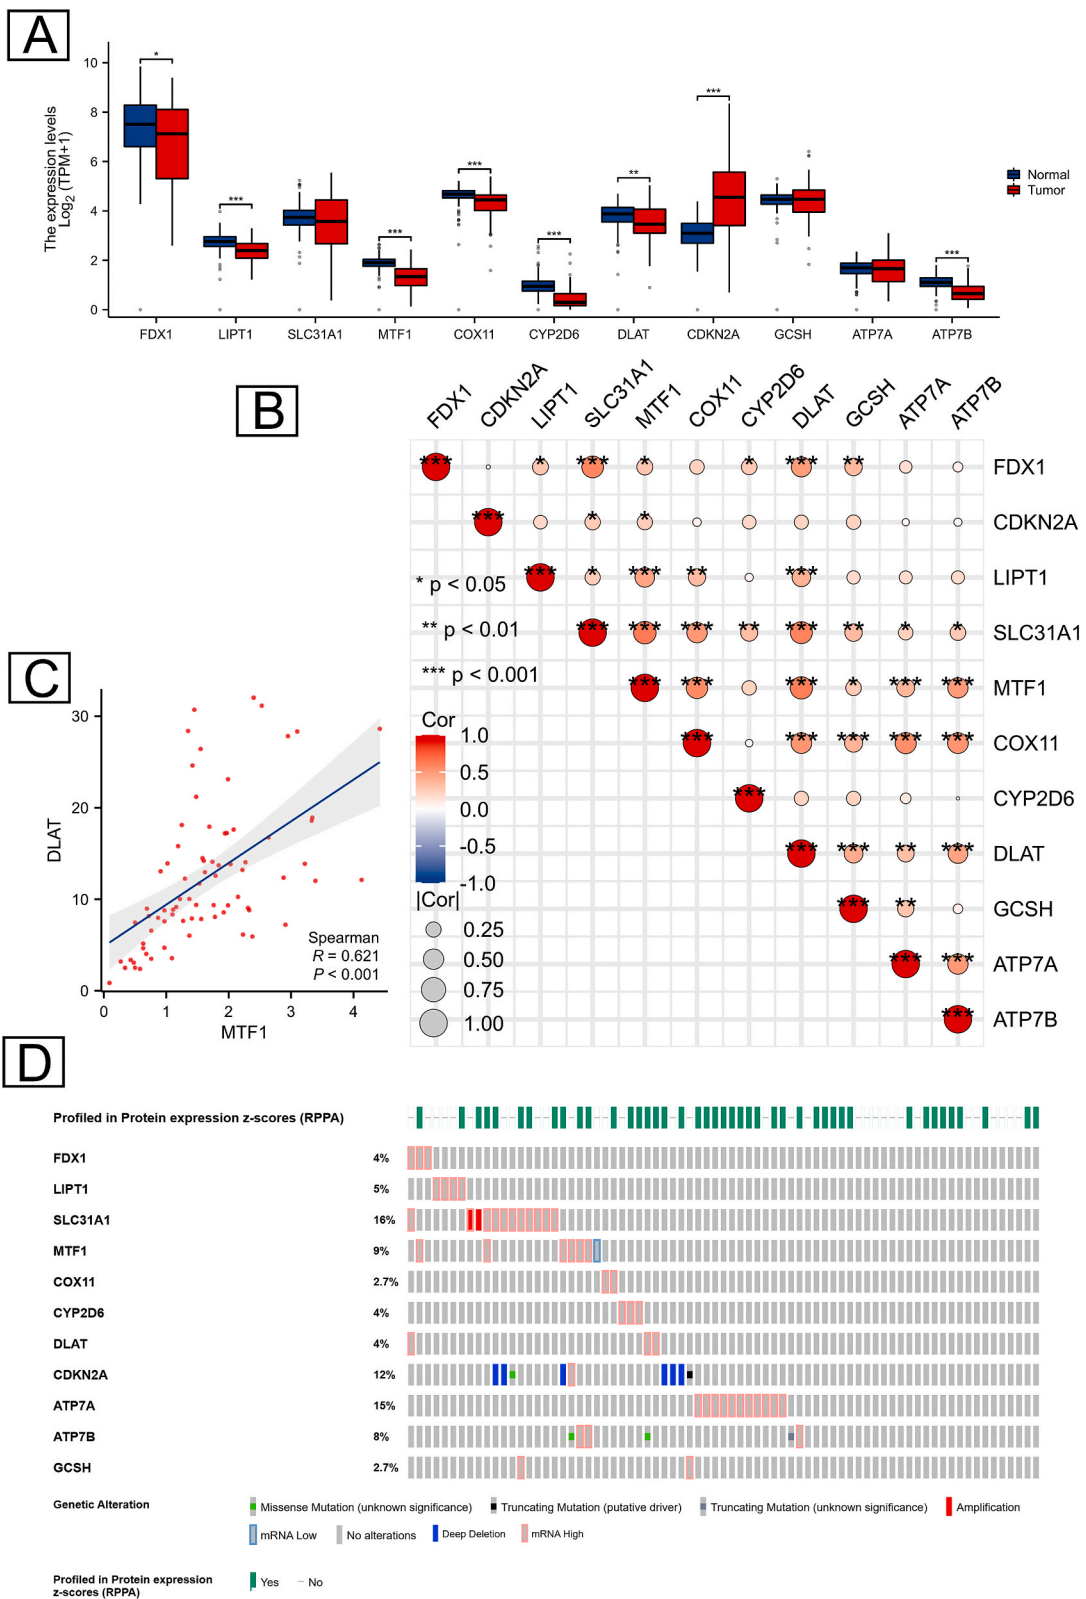 A
The expression levels
Log2 (TPM+1)
10
8
6
4
2
0
*
***
***
***
***
**
***
***
Normal
Tumor
FDX1 LIPT1 SLC31A1 MTF1 COX11 CYP2D6 DLAT CDKN2A GCSH ATP7A ATP7B
B
FDX1 CDKN2A LIPT1 SLC31A1 MTF1 COX11 CYP2D6 DLAT GCSH ATP7A ATP7B
*** * *** * * *** ** FDX1
*** * * CDKN2A
*** * *** ** *** LIPT1
*** *** *** ** *** ** * * SLC31A1
*** *** *** * *** *** MTF1
*** *** *** *** *** COX11
*** CYP2D6
*** *** ** *** DLAT
*** ** GCSH
*** *** ATP7A
*** ATP7B
* p < 0.05
** p < 0.01
*** p < 0.001
Cor
1.0
0.5
0.0
-0.5
-1.0
|Cor|
0.25
0.50
0.75
1.00
C
DLAT
30
20
10
0
Spearman
R = 0.621
P < 0.001
0 1 2 3 4
MTF1
D
Profiled in Protein expression z-scores (RPPA)
FDX1 4%
LIPT1 5%
SLC31A1 16%
MTF1 9%
COX11 2.7%
CYP2D6 4%
DLAT 4%
CDKN2A 12%
ATP7A 15%
ATP7B 8%
GCSH 2.7%
Genetic Alteration Missense Mutation (unknown significance) Truncating Mutation (putative driver) Truncating Mutation (unknown significance) Amplification
mRNA Low No alterations Deep Deletion mRNA High
Profiled in Protein expression
z-scores (RPPA)
Yes No